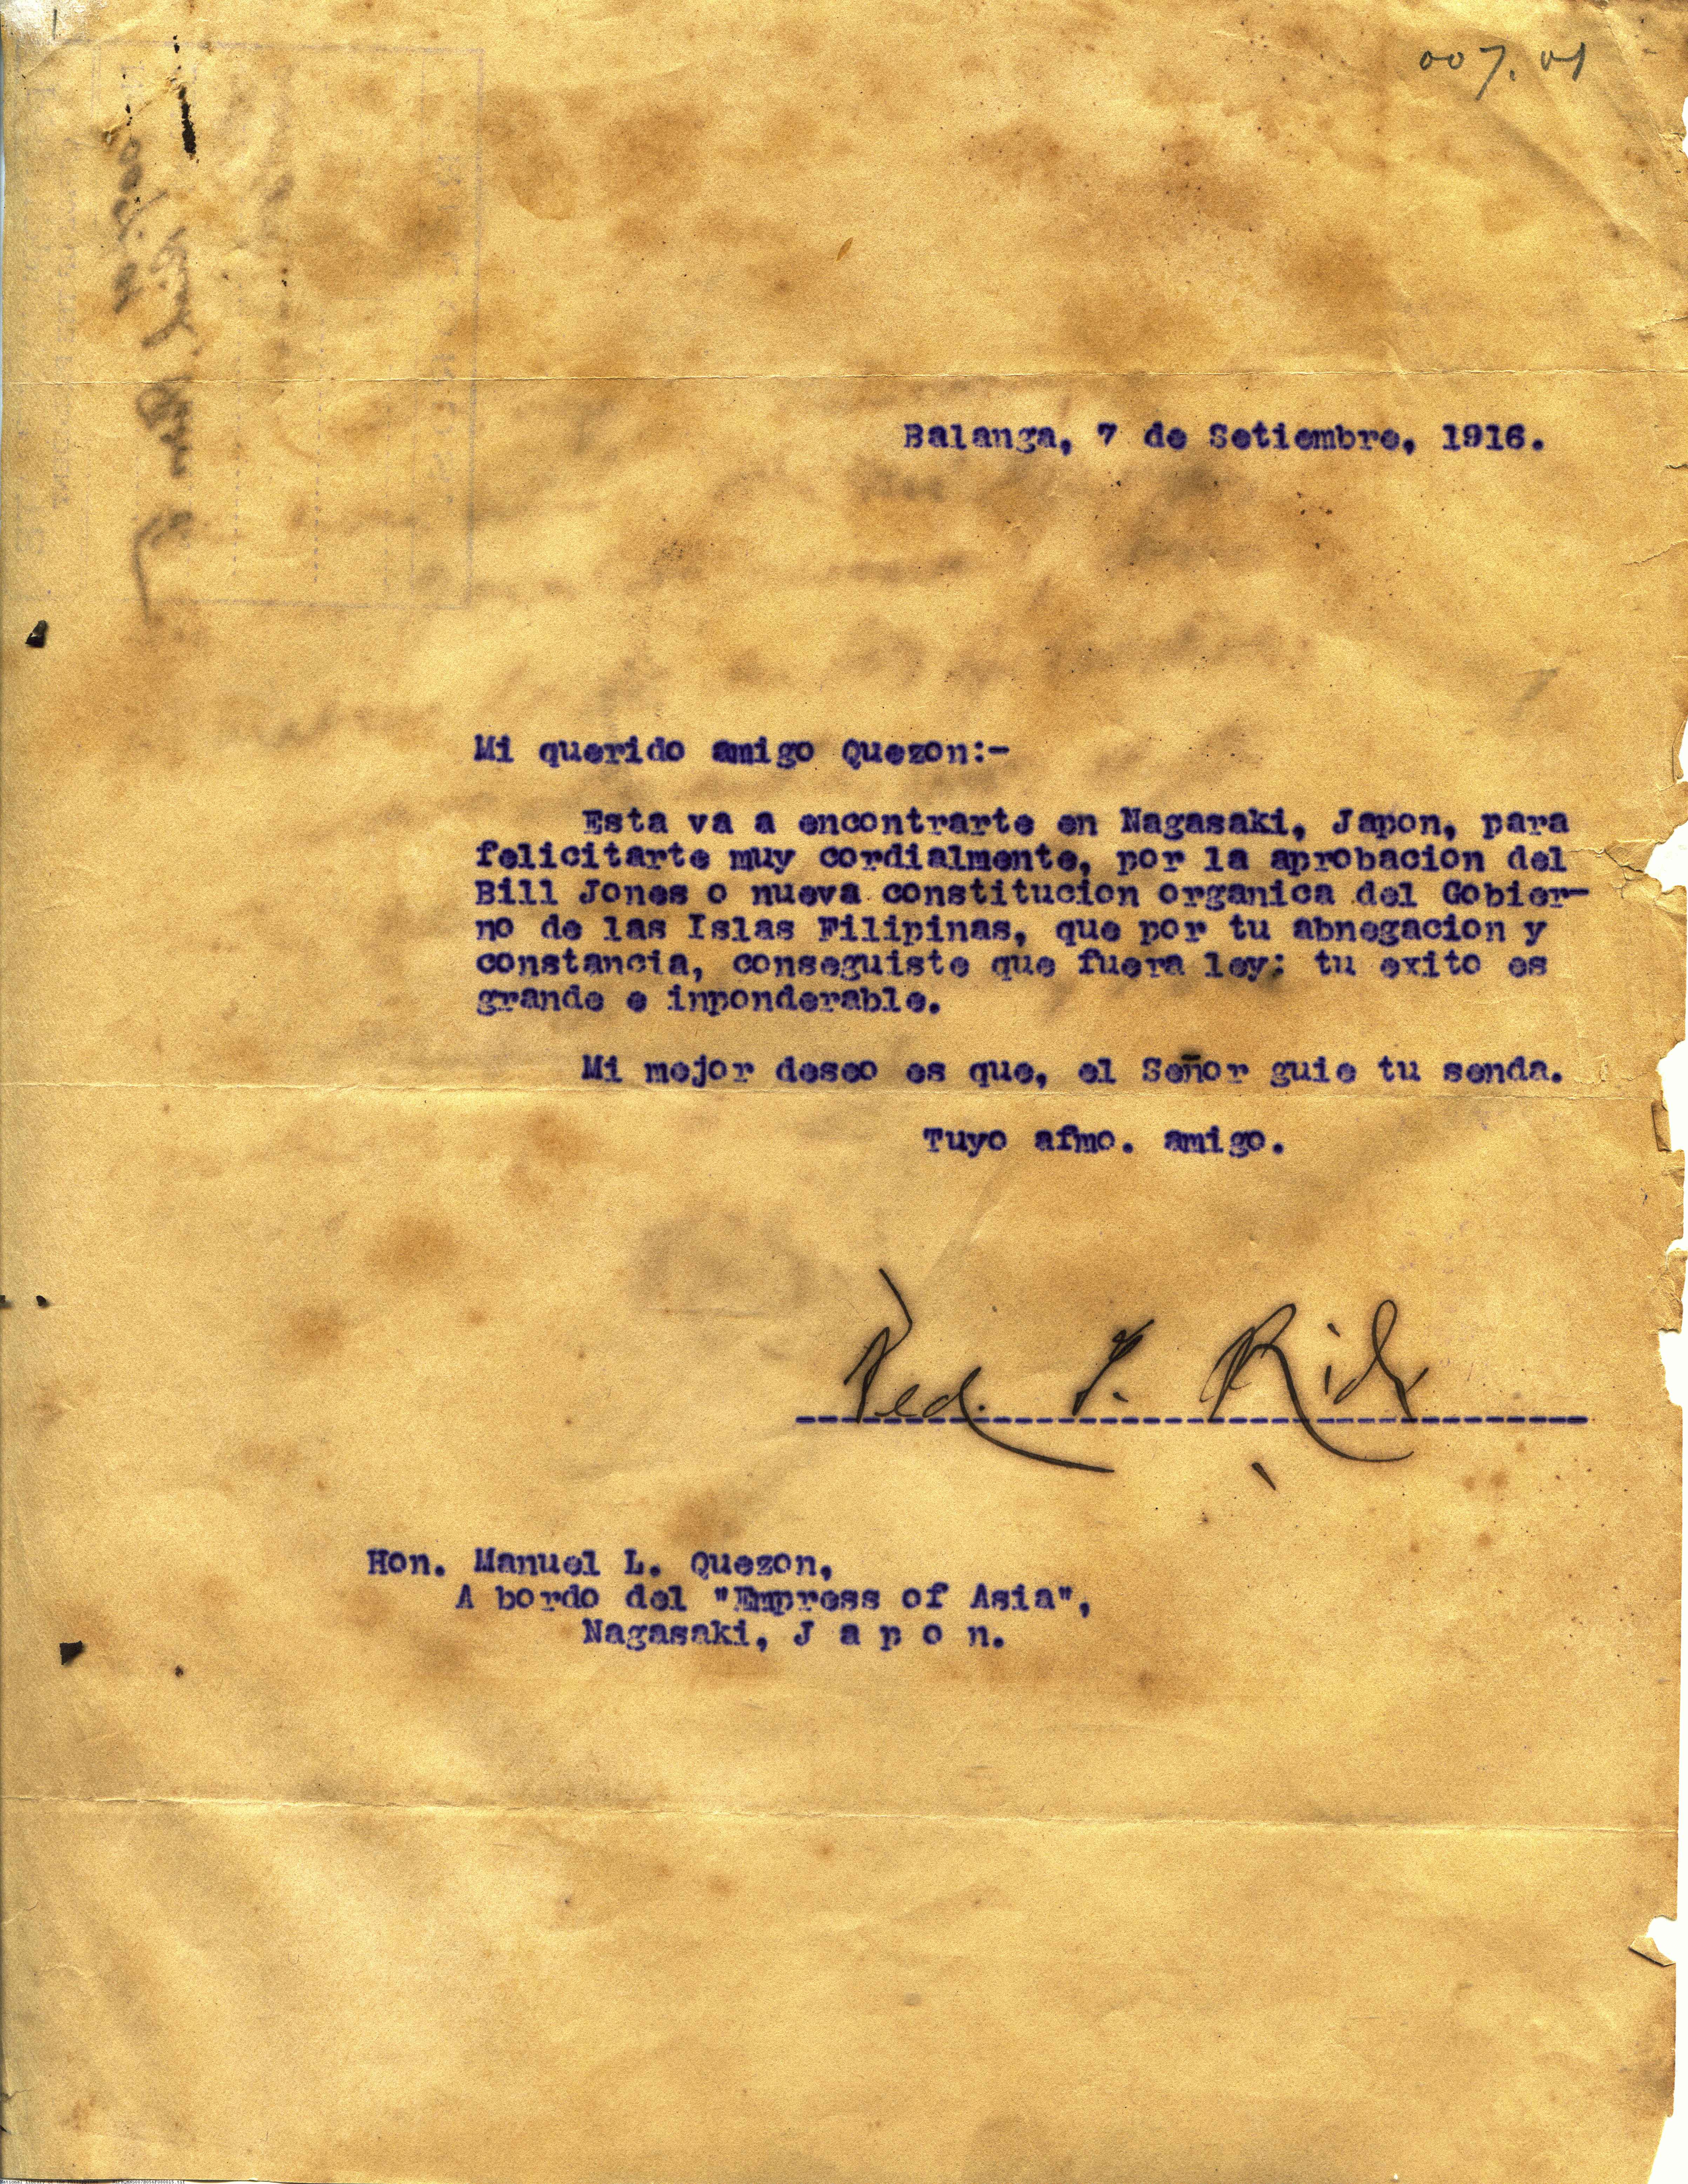 007.01
Balanga, 7 de Setiembre, 1916.
Mi querido amigo Quezon:-
Esta va a encontrarte en Nagasaki, Japon, para
felicitarte muy cordialmente, por la aprobacion del
Bill Jones o nueva constitucion organica del Gobier-
no de las Islas Filipinas, que por tu abnegacion y
constancia, conseguiste que fuera ley; tu exito es
grande e inponderable.
Mi mejor deseo es que, el Señor guie tu senda.
Tuyo afmo. amigo.
Hon. Manuel L. Quezon,
A bordo del "Empress of Asia",
Nagasaki, J a p o n.